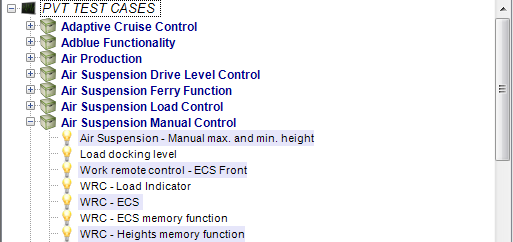 PVT TEST CASES
Adaptive Cruise Control
Adblue Functionality
Air Production
Air Suspension Drive Level Control
Air Suspension Ferry Function
Air Suspension Load Control
Air Suspension Manual Control
Air Suspension - Manual max. and min. height
Load docking level
Work remote control - ECS Front
WRC - Load Indicator
WRC - ECS
WRC - ECS memory function
WRC - Heights memory function